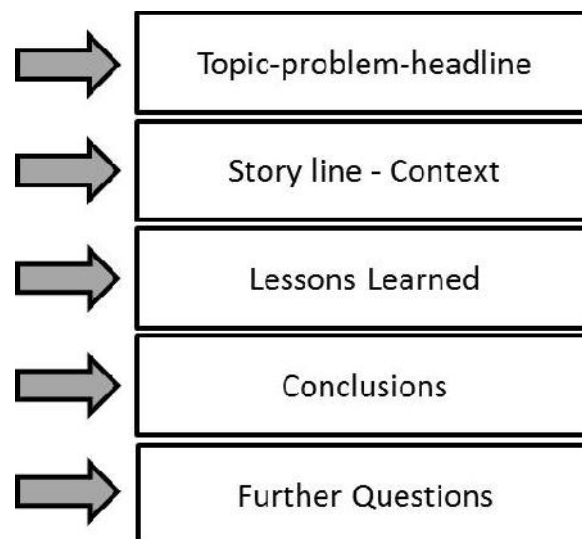 Topic-problem-headline
Story line - Context
Lessons Learned
Conclusions
Further Questions